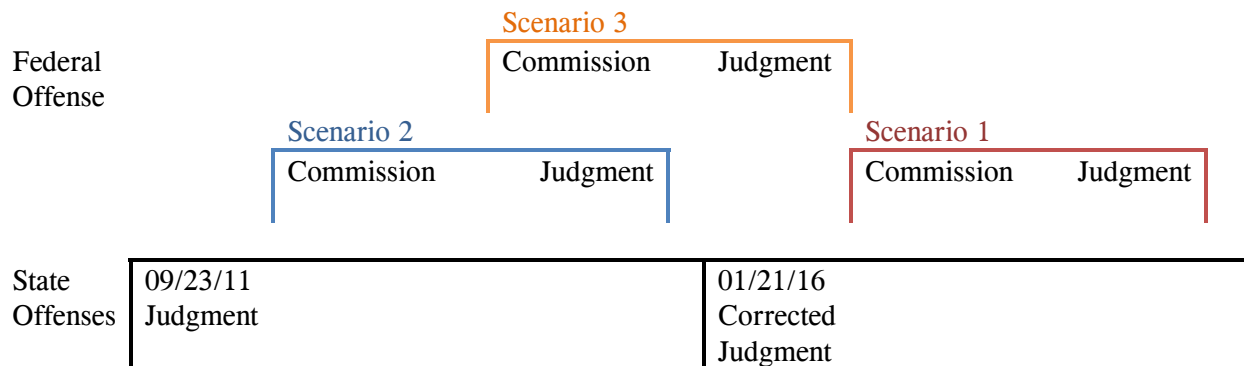 Scenario 3
Federal Offense
Commission Judgment
Scenario 2
Commission Judgment
Scenario 1
Commission Judgment
State Offenses
09/23/11
Judgment
01/21/16
Corrected
Judgment